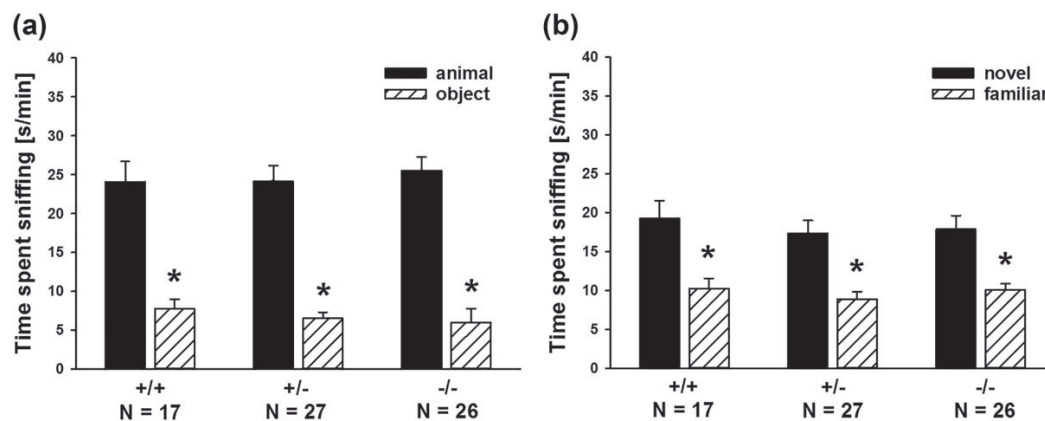 (a)
Time spent sniffing [s/min]
40
35
30
25
20
15
10
5
0
animal
object
*
*
*
+/+
+/-
-/-
N = 17
N = 27
N = 26
(b)
Time spent sniffing [s/min]
40
35
30
25
20
15
10
5
0
novel
familiar
*
*
*
+/+
+/-
-/-
N = 17
N = 27
N = 26